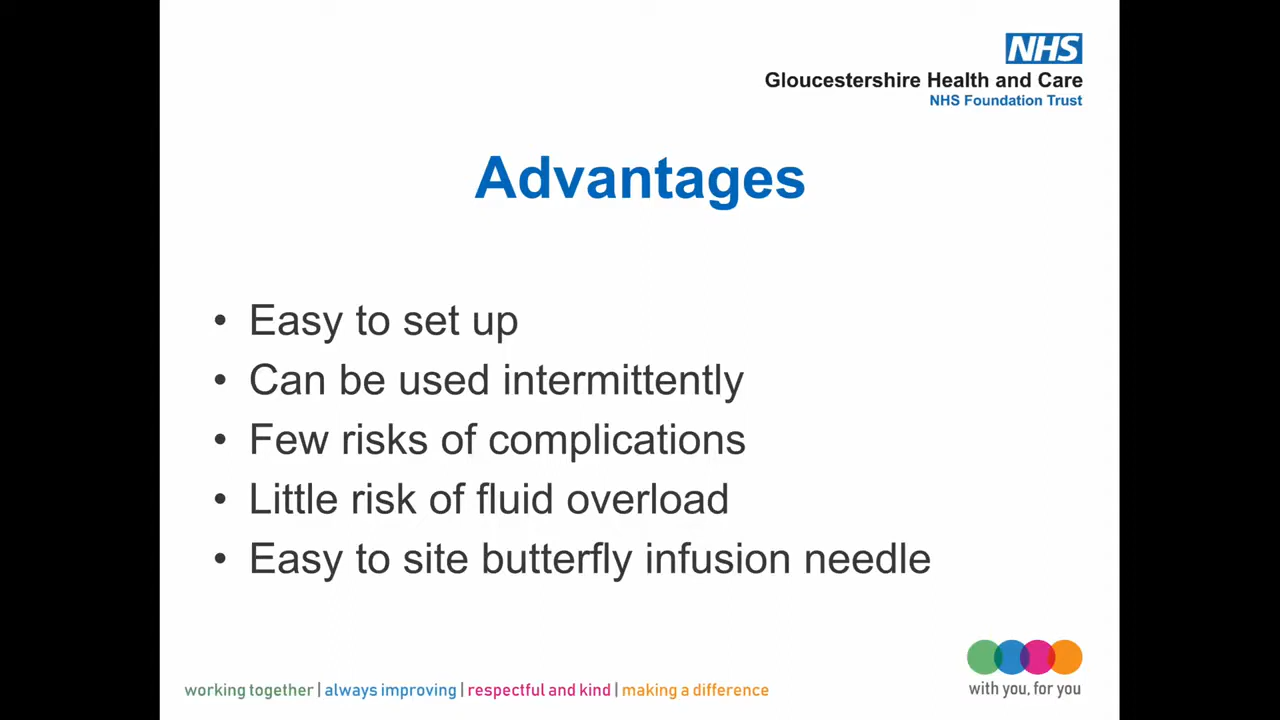 NHS
Gloucestershire Health and Care
NHS Foundation Trust
Advantages
• Easy to set up
• Can be used intermittently
• Few risks of complications
• Little risk of fluid overload
• Easy to site butterfly infusion needle
working together | always improving | respectful and kind | making a difference
with you, for you